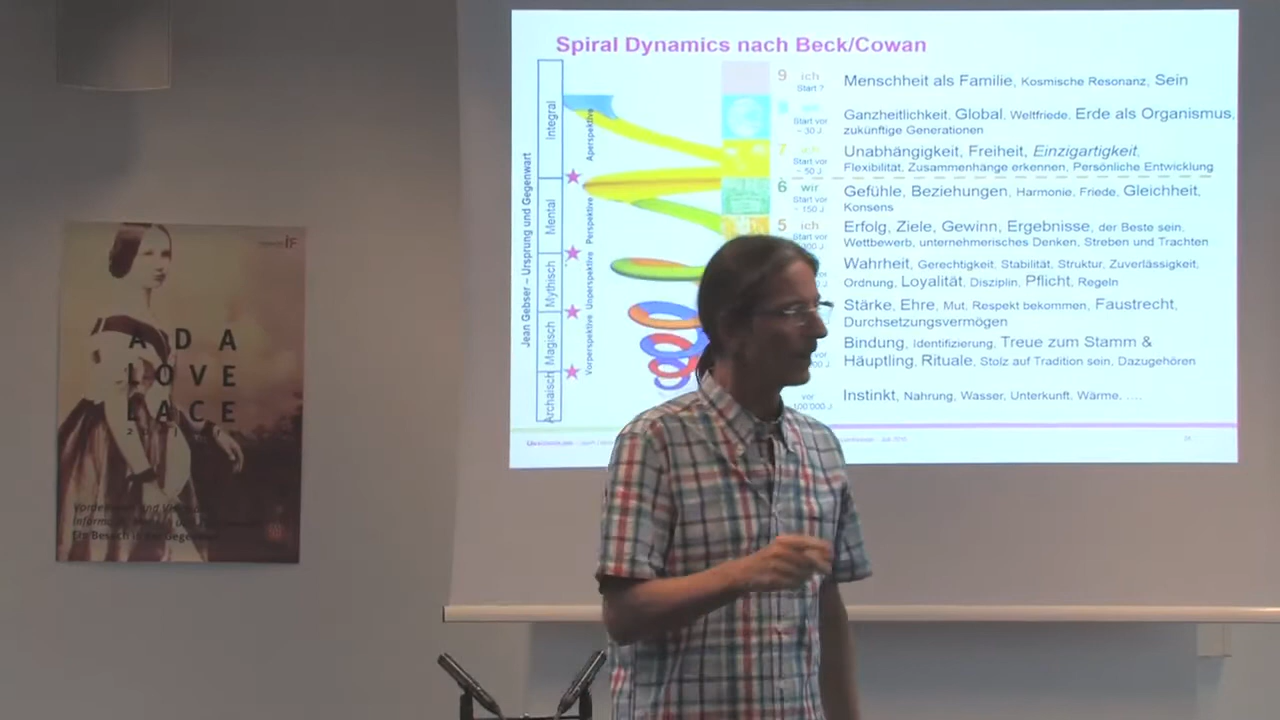 Spiral Dynamics nach Beck/Cowan
Jean Gebser – Ursprung und Gegenwart
Integral
Mental
Mythisch
Magisch
Archaisch
Aperspektive
Perspektive
Unperspektive
Vorperspektive
9 ich
Start ?
Menschheit als Familie, Kosmische Resonanz, Sein
Start vor
~ 30 J.
Ganzheitlichkeit, Global, Weltfriede, Erde als Organismus,
zukünftige Generationen
7 ich
Start vor
~ 50 J.
Unabhängigkeit, Freiheit, Einzigartigkeit,
Flexibilität, Zusammenhänge erkennen, Persönliche Entwicklung
6 wir
Start vor
~ 150 J.
Gefühle, Beziehungen, Harmonie, Friede, Gleichheit,
Konsens
5 ich
Start vor
Erfolg, Ziele, Gewinn, Ergebnisse, der Beste sein,
Wettbewerb, unternehmerisches Denken, Streben und Trachten
Wahrheit, Gerechtigkeit, Stabilität, Struktur, Zuverlässigkeit,
Ordnung, Loyalität, Disziplin, Pflicht, Regeln
Stärke, Ehre, Mut, Respekt bekommen, Faustrecht,
Durchsetzungsvermögen
Bindung, Identifizierung, Treue zum Stamm &
Häuptling, Rituale, Stolz auf Tradition sein, Dazugehören
vor
100'000 J.
Instinkt, Nahrung, Wasser, Unterkunft, Wärme, ....
ADA
LOVE
LACE